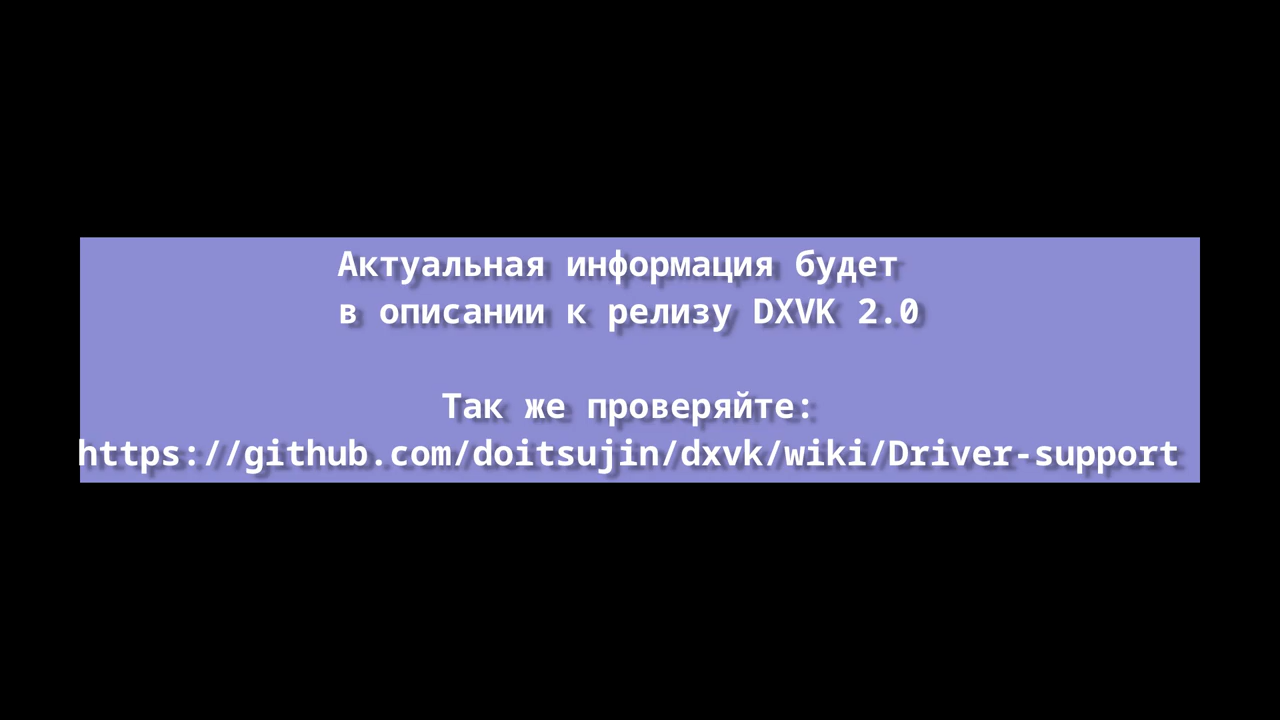 Актуальная информация будет
в описании к релизу DXVK 2.0
Так же проверяйте:
https://github.com/doitsujin/dxvk/wiki/Driver-support